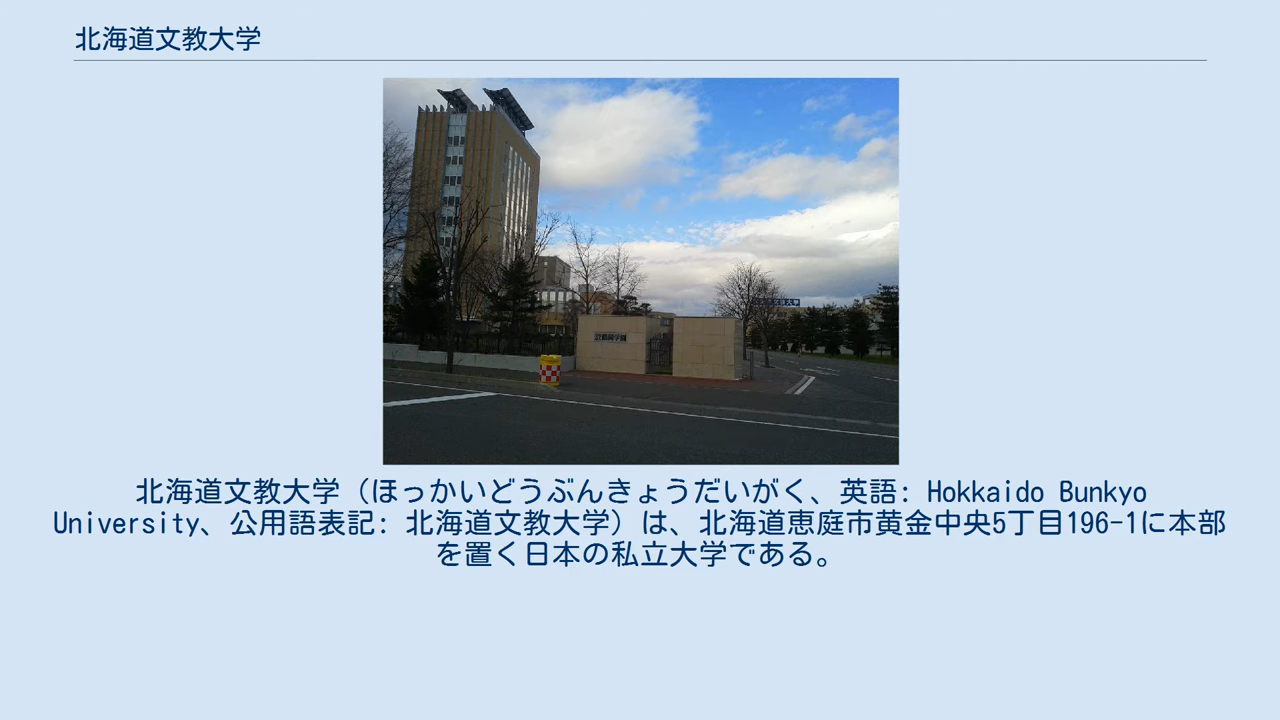 北海道文教大学
北海道文教大学（ほっかいどうぶんきょうだいがく、英語: Hokkaido Bunkyo
University、公用語表記: 北海道文教大学）は、北海道恵庭市黄金中央5丁目196-1に本部
を置く日本の私立大学である。